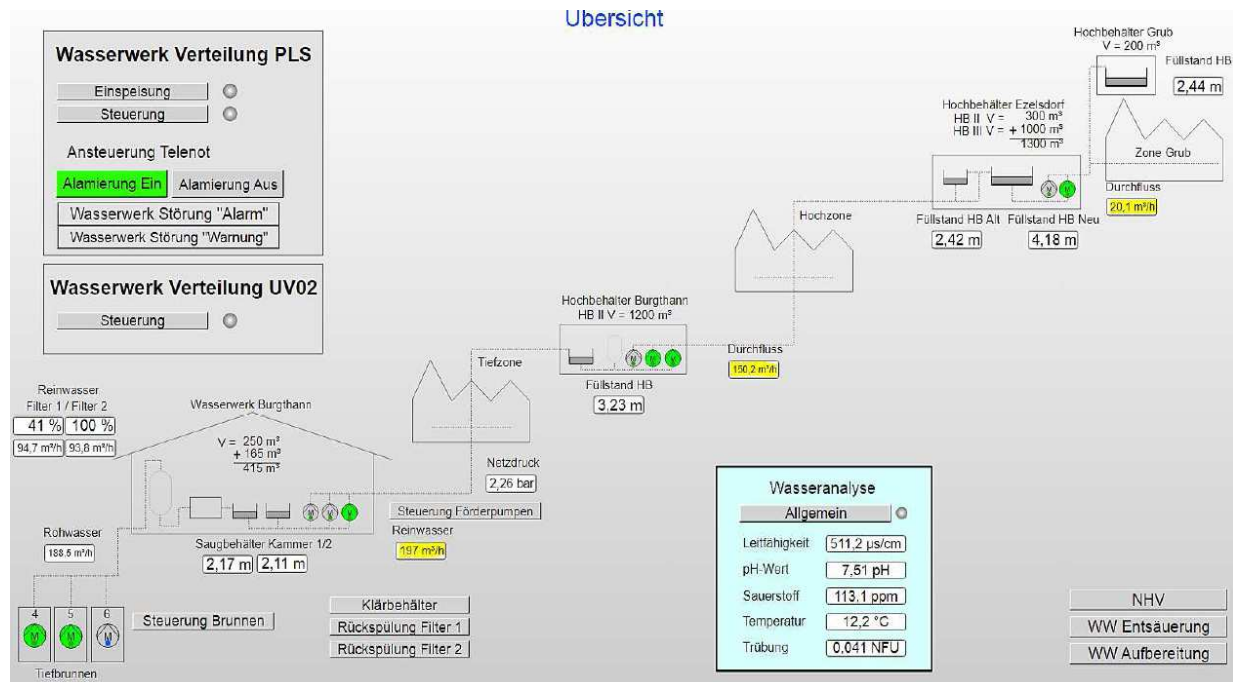 Übersicht
Wasserwerk Verteilung PLS
Einspeisung
Steuerung
Ansteuerung Telenot
Alamierung Ein Alamierung Aus
Wasserwerk Störung "Alarm"
Wasserwerk Störung "Warnung"
Wasserwerk Verteilung UV02
Steuerung
Hochbehälter Grub
V = 200 m³
Füllstand HB
2,44 m
Zone Grub
Durchfluss
20,1 m³/h
Hochbehälter Ezelsdorf
HB II V = 300 m³
HB III V = + 1000 m³
1300 m³
M M
Füllstand HB Alt Füllstand HB Neu
2,42 m 4,18 m
Hochzone
Hochbehälter Burgthann
HB II V = 1200 m³
M M M
Füllstand HB
3,23 m
Durchfluss
150,2 m³/h
Tiefzone
Reinwasser
Filter 1 / Filter 2
41 % 100 %
94,7 m³/h 93,8 m³/h
Wasserwerk Burgthann
V = 250 m³
+ 165 m³
415 m³
Netzdruck
2,26 bar
Steuerung Förderpumpen
Reinwasser
197 m³/h
Rohwasser
188,5 m³/h
Saugbehälter Kammer 1/2
2,17 m 2,11 m
4 5 6
M M M
Tiefbrunnen
Steuerung Brunnen
Klärbehälter
Rückspülung Filter 1
Rückspülung Filter 2
Wasseranalyse
Allgemein
Leitfähigkeit 511,2 µs/cm
pH-Wert 7,51 pH
Sauerstoff 113,1 ppm
Temperatur 12,2 °C
Trübung 0,041 NFU
NHV
WW Entsäuerung
WW Aufbereitung